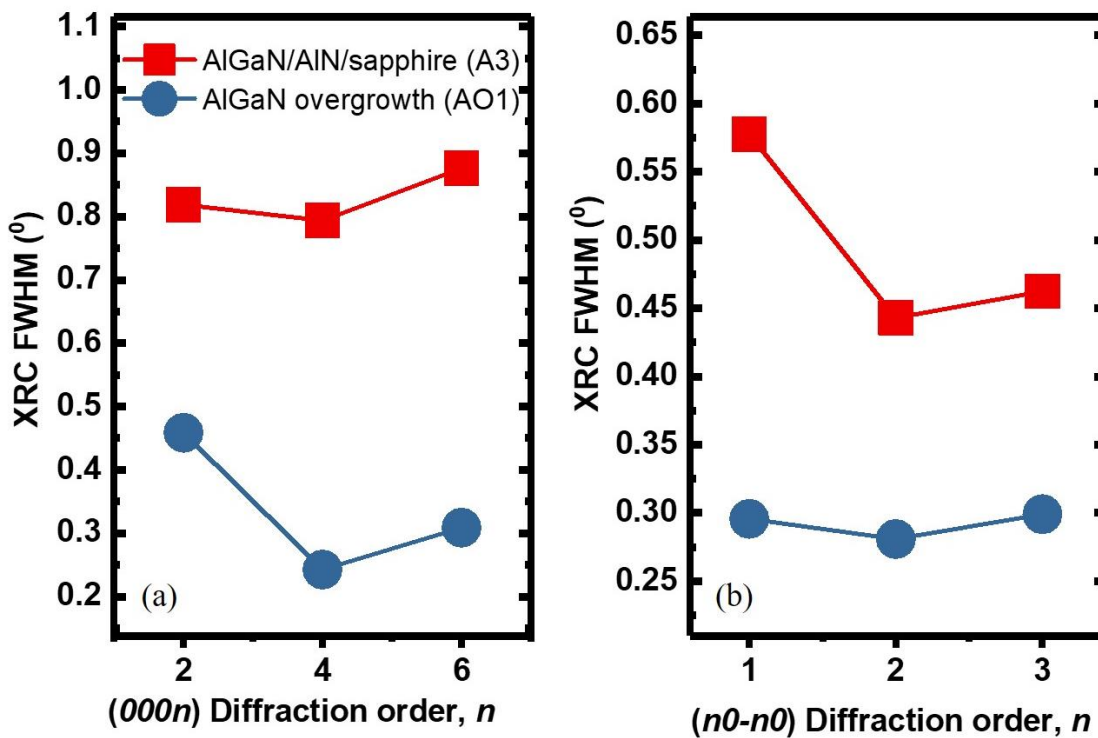 XRC FWHM (⁰)
1.1
1.0
0.9
0.8
0.7
0.6
0.5
0.4
0.3
0.2
AlGaN/AlN/sapphire (A3)
AlGaN overgrowth (AO1)
(a)
2 4 6
(000n) Diffraction order, n
XRC FWHM (⁰)
0.65
0.60
0.55
0.50
0.45
0.40
0.35
0.30
0.25
(b)
1 2 3
(n0-n0) Diffraction order, n